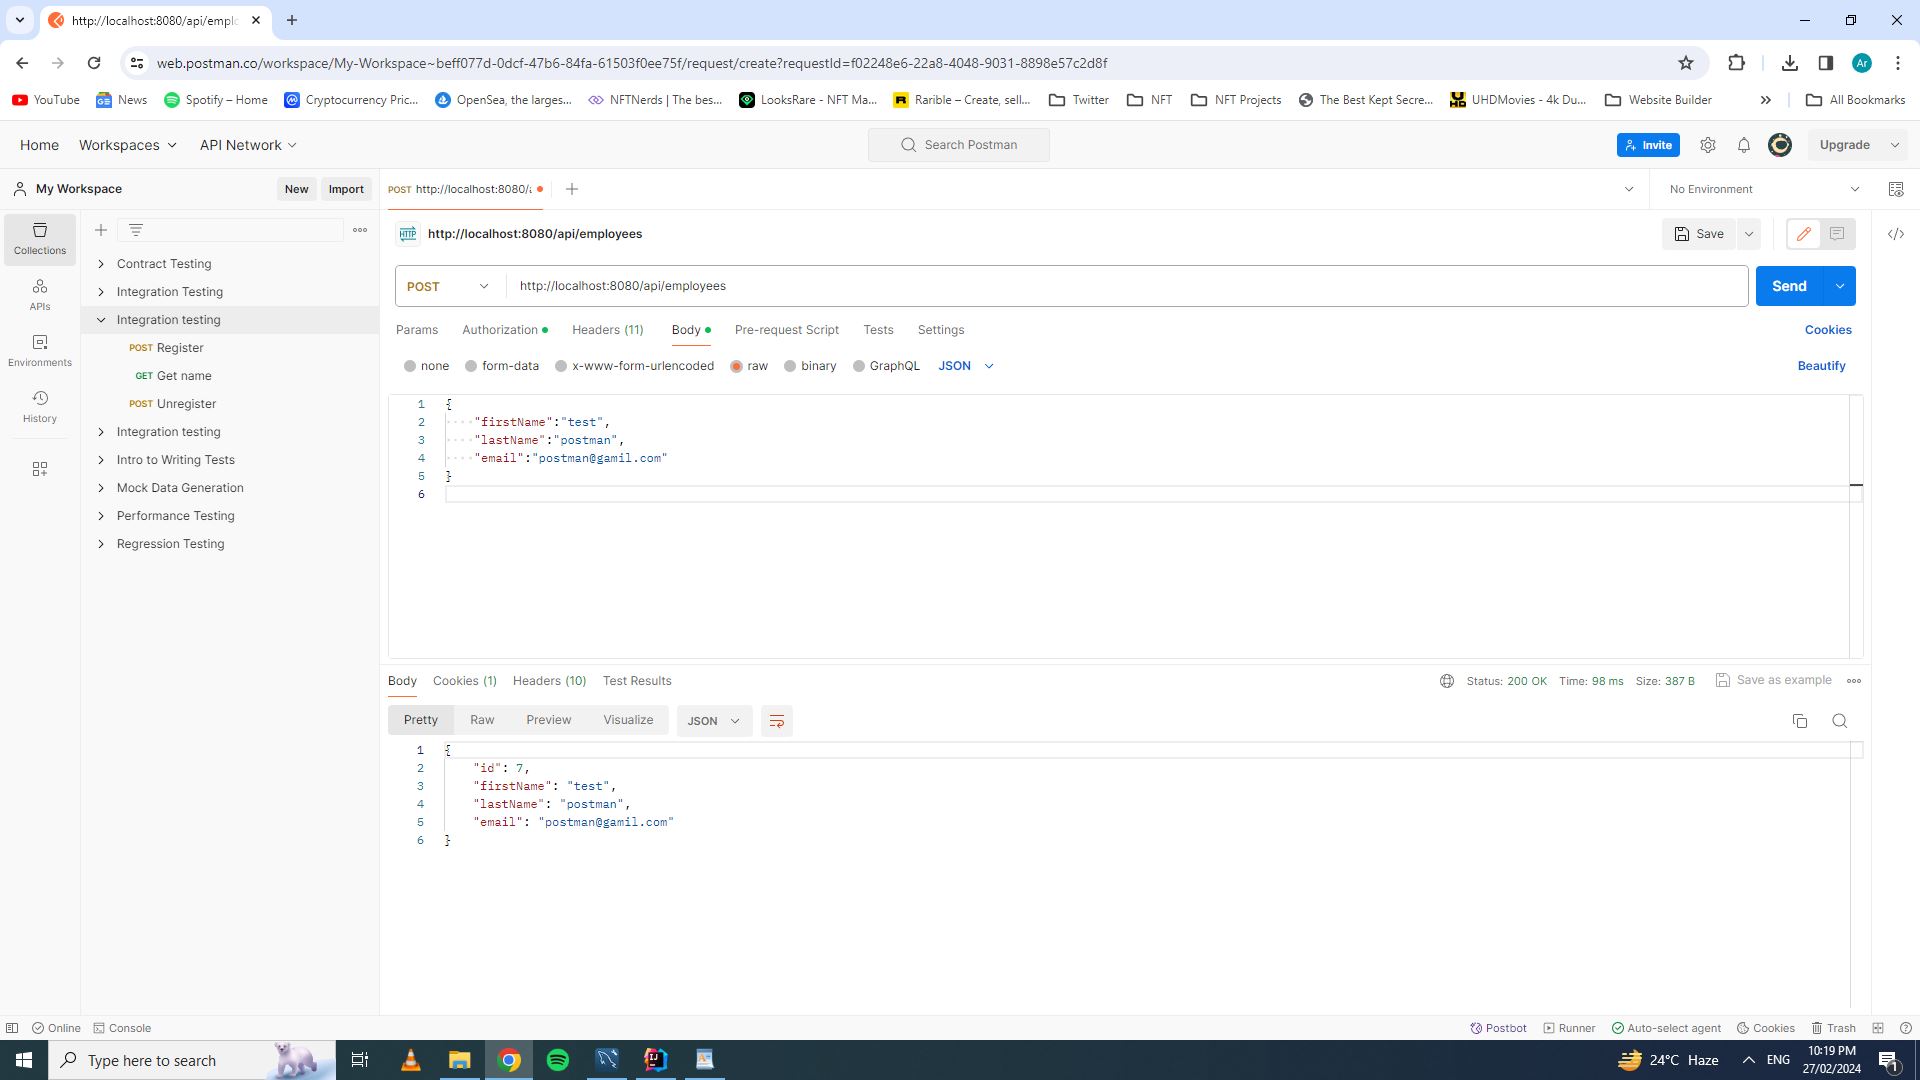 http://localhost:8080/api/emplo
web.postman.co/workspace/My-Workspace~beff077d-0dcf-47b6-84fa-61503f0ee75f/request/create?requestId=f02248e6-22a8-4048-9031-8898e57c2d8f
Ar
YouTube News Spotify – Home Cryptocurrency Pric... OpenSea, the larges... NFTNerds | The bes... LooksRare - NFT Ma... Rarible – Create, sell... Twitter NFT NFT Projects The Best Kept Secre... UHDMovies - 4k Du... Website Builder » All Bookmarks
Home Workspaces API Network Search Postman Invite Upgrade
My Workspace New Import POST http://localhost:8080/a No Environment
Collections
APIs
Environments
History
Contract Testing
Integration Testing
Integration testing
POST Register
GET Get name
POST Unregister
Integration testing
Intro to Writing Tests
Mock Data Generation
Performance Testing
Regression Testing
HTTP http://localhost:8080/api/employees Save
POST http://localhost:8080/api/employees Send
Params Authorization Headers (11) Body Pre-request Script Tests Settings Cookies
none form-data x-www-form-urlencoded raw binary GraphQL JSON Beautify
1 {
2 "firstName":"test",
3 "lastName":"postman",
4 "email":"postman@gamil.com"
5 }
6
Body Cookies (1) Headers (10) Test Results Status: 200 OK Time: 98 ms Size: 387 B Save as example
Pretty Raw Preview Visualize JSON
1 {
2 "id": 7,
3 "firstName": "test",
4 "lastName": "postman",
5 "email": "postman@gamil.com"
6 }
Online Console Postbot Runner Auto-select agent Cookies Trash
Type here to search 24°C Haze ENG 10:19 PM
27/02/2024
1